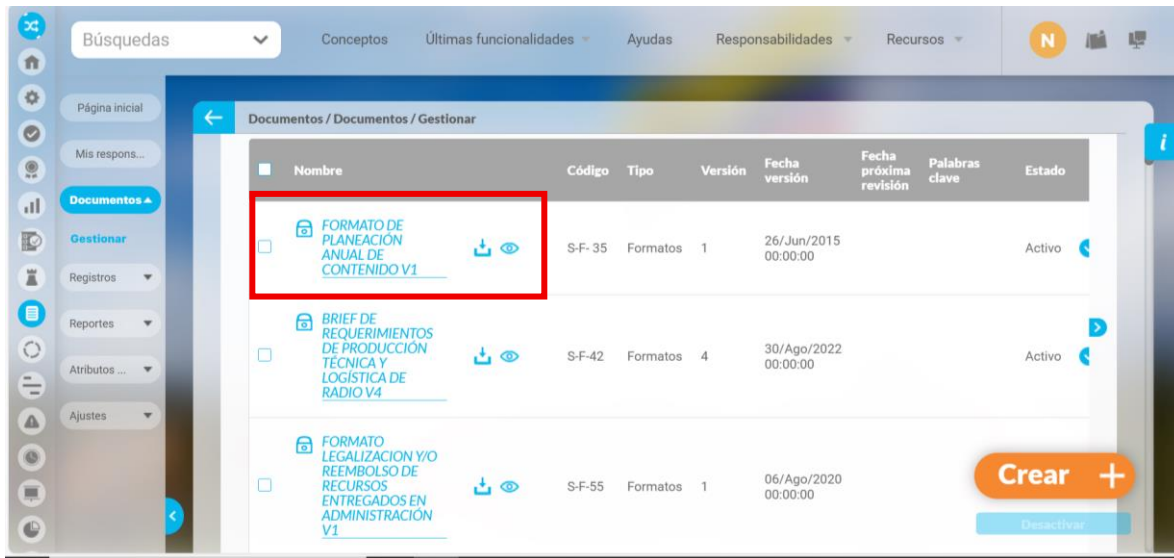 Búsquedas
Conceptos
Últimas funcionalidades
Ayudas
Responsabilidades
Recursos
N
Página inicial
Mis respons...
Documentos
Gestionar
Registros
Reportes
Atributos ...
Ajustes
Documentos / Documentos / Gestionar
i
Nombre
Código
Tipo
Versión
Fecha
versión
Fecha
próxima
revisión
Palabras
clave
Estado
FORMATO DE
PLANEACIÓN
ANUAL DE
CONTENIDO V1
S-F- 35
Formatos
1
26/Jun/2015
00:00:00
Activo
BRIEF DE
REQUERIMIENTOS
DE PRODUCCIÓN
TÉCNICA Y
LOGÍSTICA DE
RADIO V4
S-F-42
Formatos
4
30/Ago/2022
00:00:00
Activo
FORMATO
LEGALIZACION Y/O
REEMBOLSO DE
RECURSOS
ENTREGADOS EN
ADMINISTRACIÓN
V1
S-F-55
Formatos
1
06/Ago/2020
00:00:00
Crear +
Desactivar